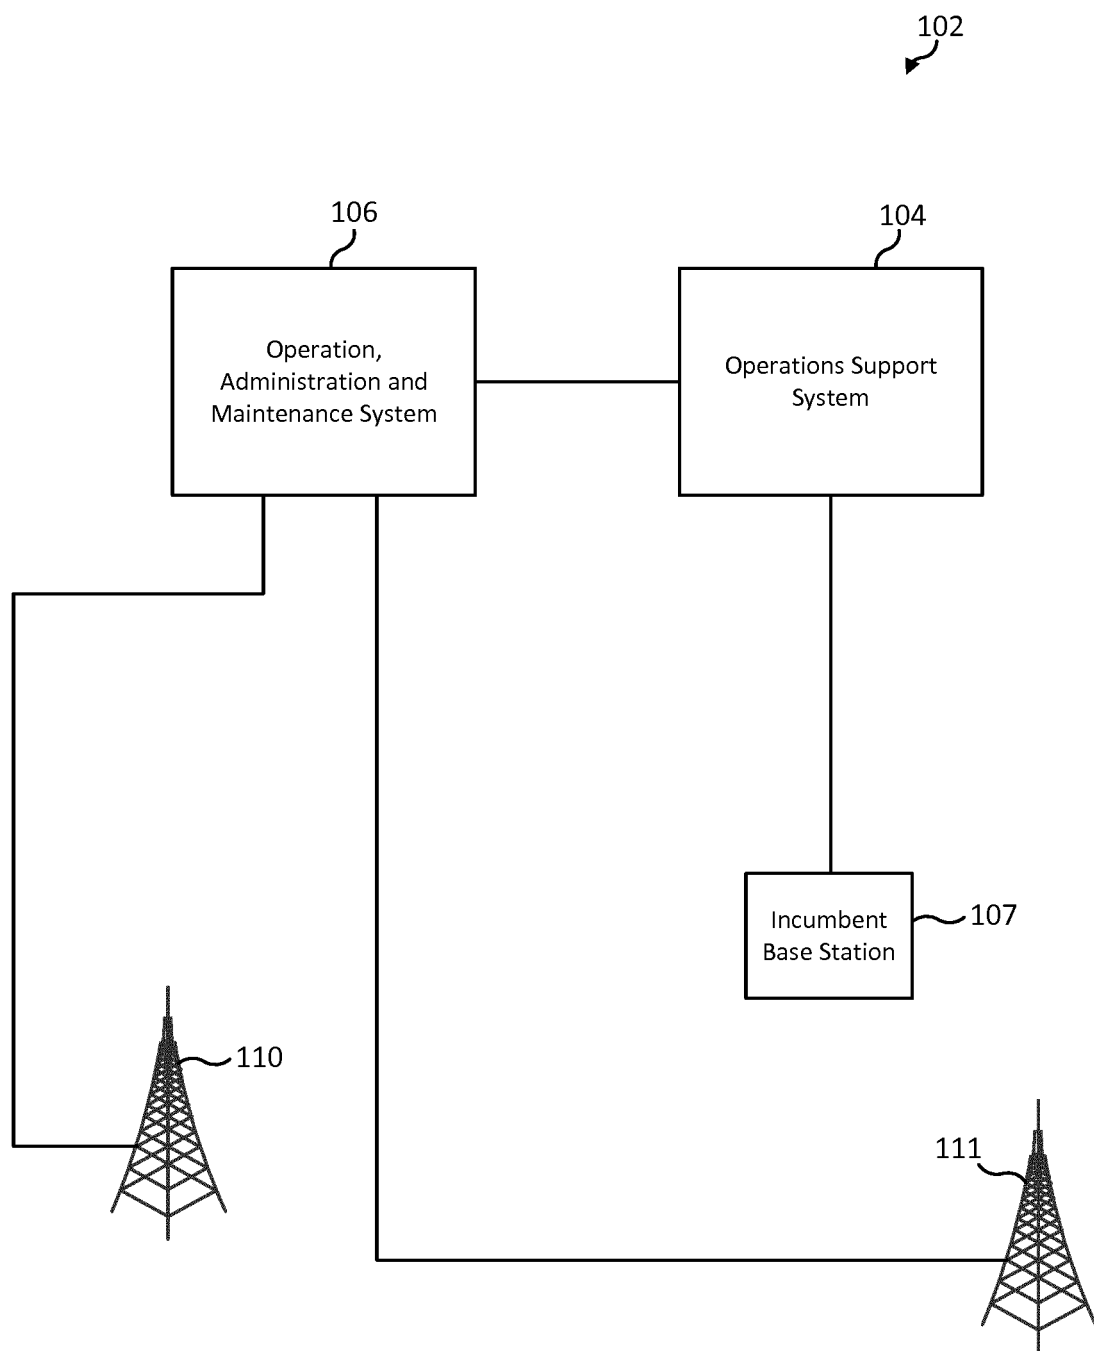 102
106
104
Operation,
Administration and
Maintenance System
Operations Support
System
Incumbent
Base Station
107
110
111